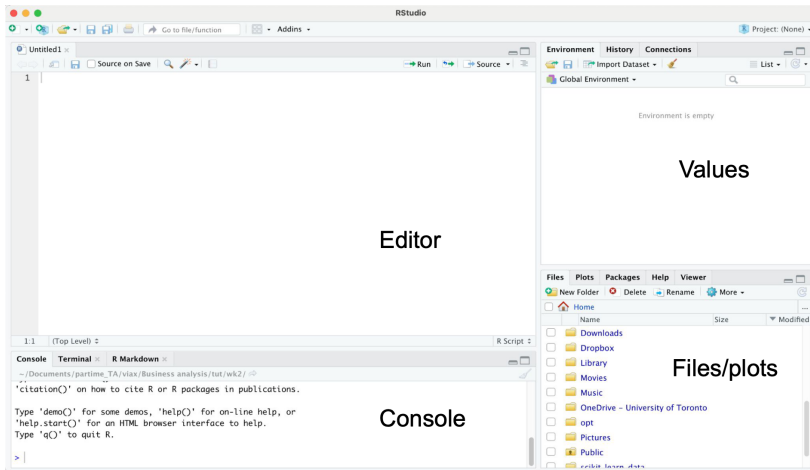 RStudio
Go to file/function
Addins
Project: (None)
Untitled1
Source on Save
Run
Source
1
Editor
1:1
(Top Level)
R Script
Console
Terminal
R Markdown
~/Documents/partime_TA/viax/Business analysis/tut/wk2/
'citation()' on how to cite R or R packages in publications.
Type 'demo()' for some demos, 'help()' for on-line help, or
'help.start()' for an HTML browser interface to help.
Type 'q()' to quit R.
>
Console
Environment History Connections
Import Dataset
List
Global Environment
Environment is empty
Values
Files Plots Packages Help Viewer
New Folder Delete Rename More
Home
...
Name Size Modified
Downloads
Dropbox
Library
Movies
Music
OneDrive – University of Toronto
opt
Pictures
Public
Files/plots